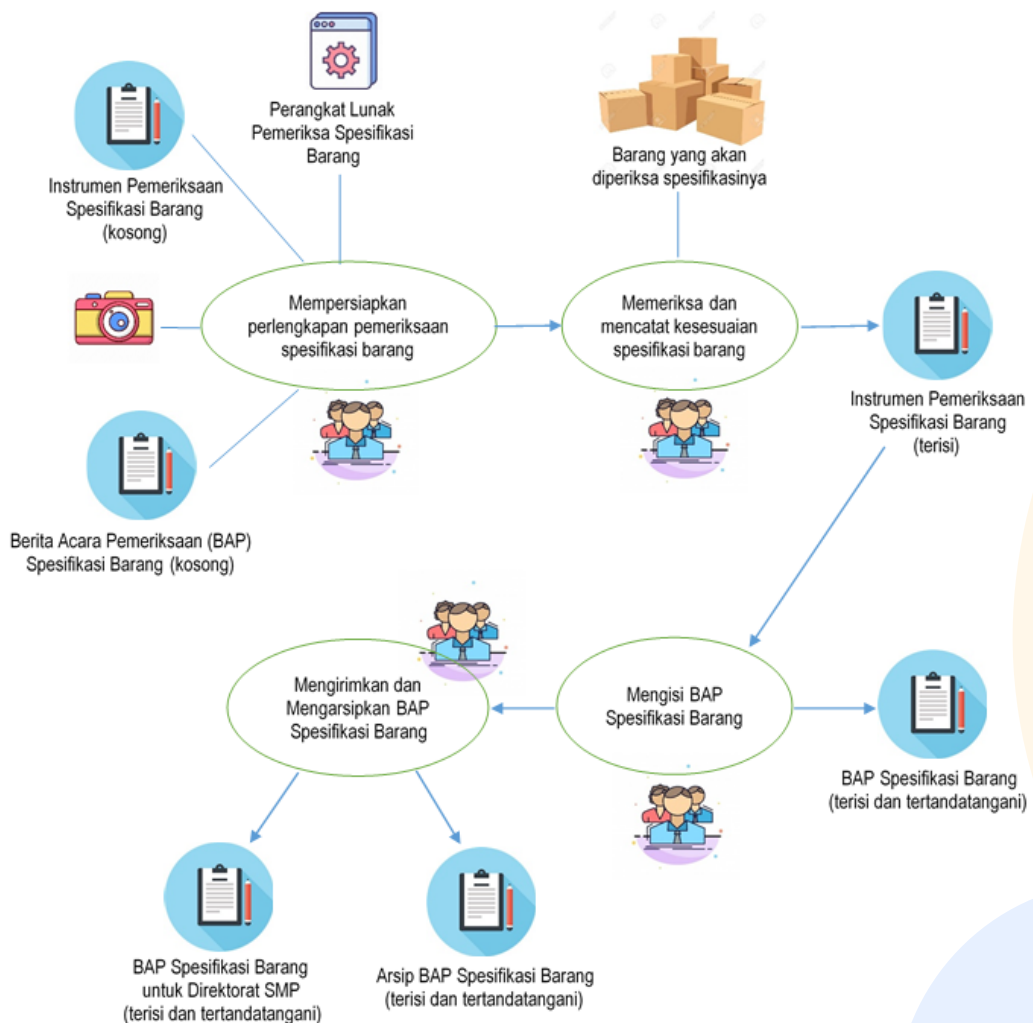 Perangkat Lunak
Pemeriksa Spesifikasi
Barang
Barang yang akan
diperiksa spesifikasinya
Instrumen Pemeriksaan
Spesifikasi Barang
(kosong)
Mempersiapkan
perlengkapan pemeriksaan
spesifikasi barang
Memeriksa dan
mencatat kesesuaian
spesifikasi barang
Instrumen Pemeriksaan
Spesifikasi Barang
(terisi)
Berita Acara Pemeriksaan (BAP)
Spesifikasi Barang (kosong)
Mengirimkan dan
Mengarsipkan BAP
Spesifikasi Barang
Mengisi BAP
Spesifikasi Barang
BAP Spesifikasi Barang
(terisi dan tertandatangani)
BAP Spesifikasi Barang
untuk Direktorat SMP
(terisi dan tertandatangani)
Arsip BAP Spesifikasi Barang
(terisi dan tertandatangani)